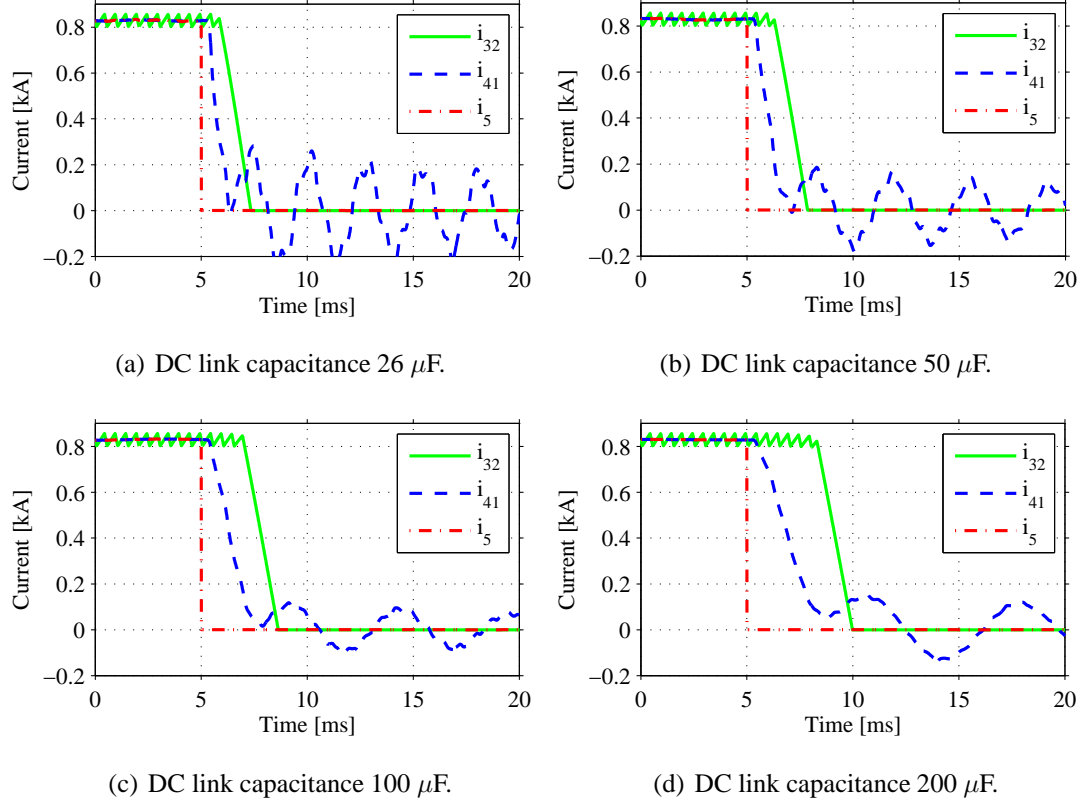 0.8
0.6
0.4
0.2
0
−0.2
Current [kA]
0 5 10 15 20
Time [ms]
i32
i41
i5
(a) DC link capacitance 26 μF.
0.8
0.6
0.4
0.2
0
−0.2
Current [kA]
0 5 10 15 20
Time [ms]
i32
i41
i5
(b) DC link capacitance 50 μF.
0.8
0.6
0.4
0.2
0
−0.2
Current [kA]
0 5 10 15 20
Time [ms]
i32
i41
i5
(c) DC link capacitance 100 μF.
0.8
0.6
0.4
0.2
0
−0.2
Current [kA]
0 5 10 15 20
Time [ms]
i32
i41
i5
(d) DC link capacitance 200 μF.